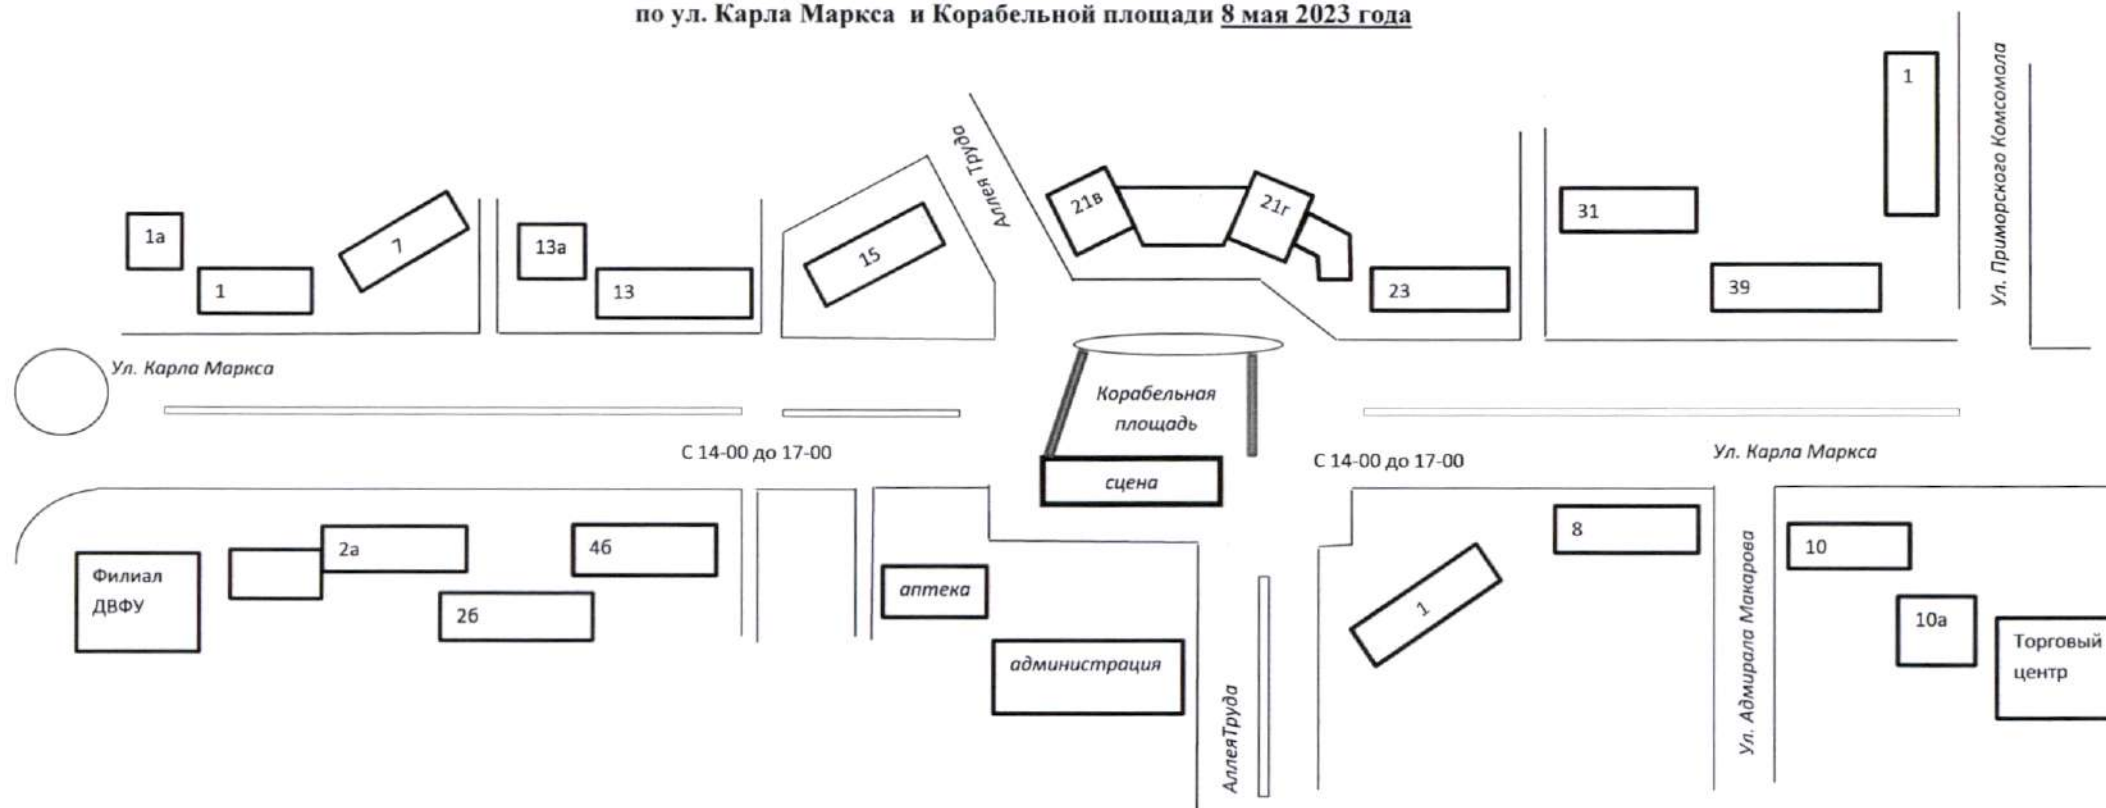 по ул. Карла Маркса и Корабельной площади 8 мая 2023 года
1
Ул. Приморского Комсомола
Аллея Труда
1а
1
7
13а
13
15
21в
21г
23
31
39
Ул. Карла Маркса
Корабельная
площадь
С 14-00 до 17-00
сцена
С 14-00 до 17-00
Ул. Карла Маркса
Филиал
ДВФУ
2а
2б
4б
аптека
администрация
АллеяТруда
1
8
Ул. Адмирала Макарова
10
10а
Торговый
центр